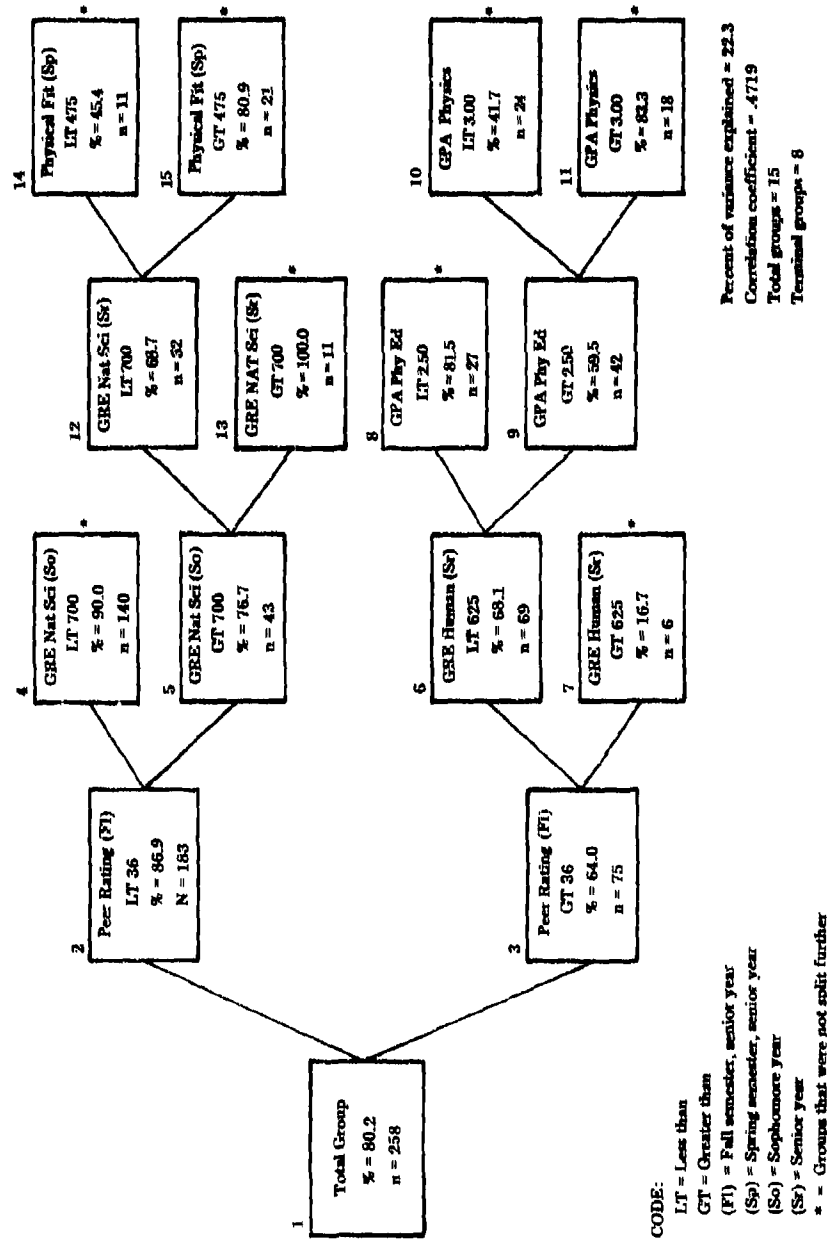 1
Total Group
% = 80.2
n = 258
2
Peer Rating (Fl)
LT 36
% = 86.9
N = 183
3
Peer Rating (Fl)
GT 36
% = 64.0
n = 75
4
GRE Nat Sci (So)
LT 700
% = 90.0
n = 140
*
5
GRE Nat Sci (So)
GT 700
% = 76.7
n = 43
6
GRE Human (Sr)
LT 625
% = 68.1
n = 69
7
GRE Human (Sr)
GT 625
% = 16.7
n = 6
*
12
GRE Nat Sci (Sr)
LT 700
% = 68.7
n = 32
13
GRE NAT Sci (Sr)
GT 700
% = 100.0
n = 11
*
8
GPA Phy Ed
LT 2.50
% = 81.5
n = 27
*
9
GPA Phy Ed
GT 2.50
% = 59.5
n = 42
14
Physical Fit (Sp)
LT 475
% = 45.4
n = 11
*
15
Physical Fit (Sp)
GT 475
% = 80.9
n = 21
*
10
GPA Physics
LT 3.00
% = 41.7
n = 24
*
11
GPA Physics
GT 3.00
% = 83.3
n = 18
*
CODE:
LT = Less than
GT = Greater than
(Fl) = Fall semester, senior year
(Sp) = Spring semester, senior year
(So) = Sophomore year
(Sr) = Senior year
* = Groups that were not split further
Percent of variance explained = 22.3
Correlation coefficient = .4719
Total groups = 15
Terminal groups = 8